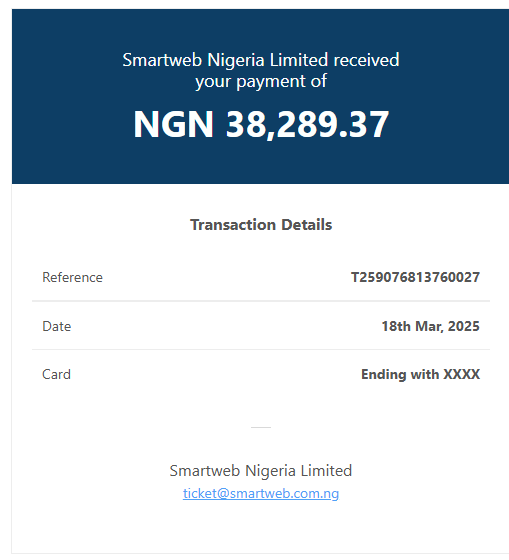 Smartweb Nigeria Limited received
your payment of
NGN 38,289.37
Transaction Details
Reference T259076813760027
Date 18th Mar, 2025
Card Ending with XXXX
Smartweb Nigeria Limited
ticket@smartweb.com.ng